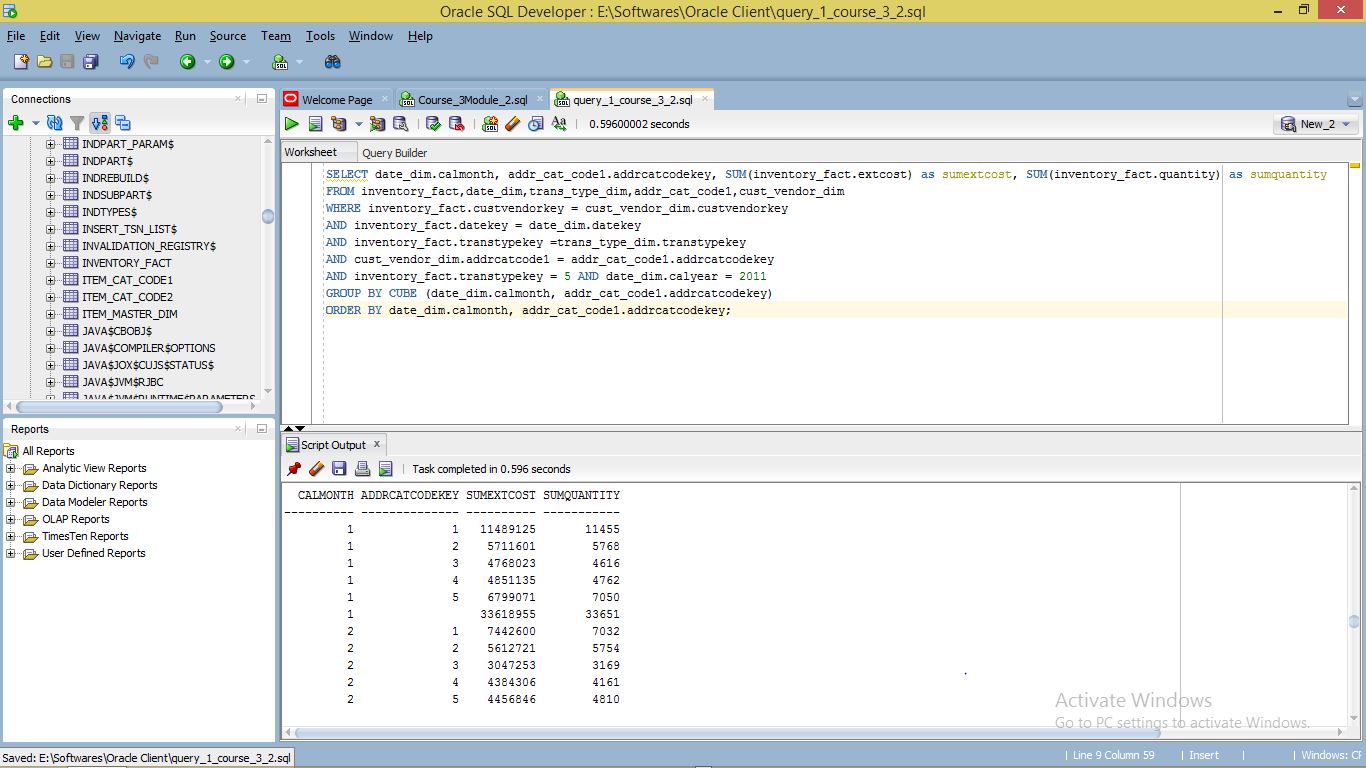 Oracle SQL Developer : E:\Softwares\Oracle Client\query_1_course_3_2.sql
File Edit View Navigate Run Source Team Tools Window Help
Connections
INDPART_PARAM$
INDPART$
INDREBUILD$
INDSUBPART$
INDTYPES$
INSERT_TSN_LIST$
INVALIDATION_REGISTRY$
INVENTORY_FACT
ITEM_CAT_CODE1
ITEM_CAT_CODE2
ITEM_MASTER_DIM
JAVA$CBOBJ$
JAVA$COMPILER$OPTIONS
JAVA$JOX$CUJS$STATUS$
JAVA$JVM$RJBC
JAVA$JVM$RUNTIME$PARAMETERS
Reports
All Reports
Analytic View Reports
Data Dictionary Reports
Data Modeler Reports
OLAP Reports
TimesTen Reports
User Defined Reports
Welcome Page Course_3Module_2.sql query_1_course_3_2.sql
0.59600002 seconds New_2
Worksheet Query Builder
SELECT date_dim.calmonth, addr_cat_code1.addrcatcodekey, SUM(inventory_fact.extcost) as sumextcost, SUM(inventory_fact.quantity) as sumquantity
FROM inventory_fact,date_dim,trans_type_dim,addr_cat_code1,cust_vendor_dim
WHERE inventory_fact.custvendorkey = cust_vendor_dim.custvendorkey
AND inventory_fact.datekey = date_dim.datekey
AND inventory_fact.transtypekey =trans_type_dim.transtypekey
AND cust_vendor_dim.addrcatcode1 = addr_cat_code1.addrcatcodekey
AND inventory_fact.transtypekey = 5 AND date_dim.calyear = 2011
GROUP BY CUBE (date_dim.calmonth, addr_cat_code1.addrcatcodekey)
ORDER BY date_dim.calmonth, addr_cat_code1.addrcatcodekey;
Script Output
Task completed in 0.596 seconds
CALMONTH ADDRCATCODEKEY SUMEXTCOST SUMQUANTITY
---------- -------------- ---------- -----------
1 1 11489125 11455
1 2 5711601 5768
1 3 4768023 4616
1 4 4851135 4762
1 5 6799071 7050
1 33618955 33651
2 1 7442600 7032
2 2 5612721 5754
2 3 3047253 3169
2 4 4384306 4161
2 5 4456846 4810
Activate Windows
Go to PC settings to activate Windows.
Saved: E:\Softwares\Oracle Client\query_1_course_3_2.sql
Line 9 Column 59 Insert Windows: CF